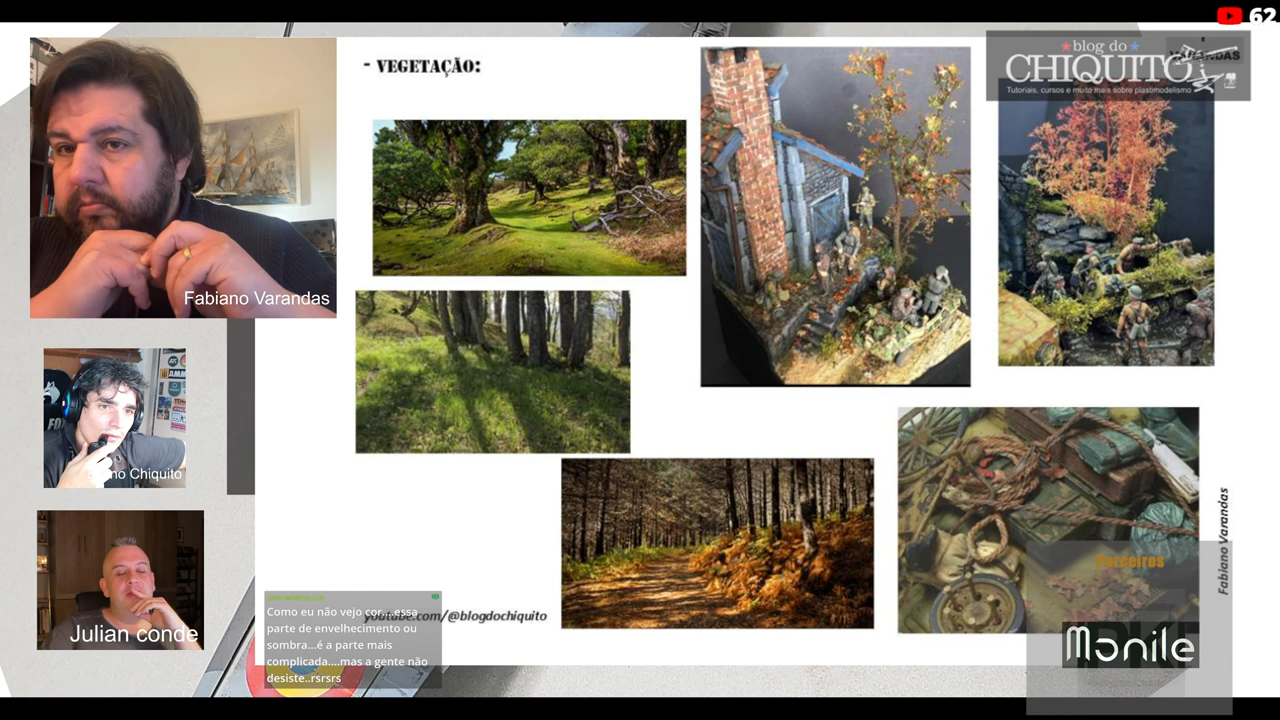 62
- VEGETAÇÃO:
blog do
CHIQUITO
Tutoriais, cursos e muito mais sobre plastmodelismo
VARANDAS
Fabiano Varandas
no Chiquito
Julian conde
Como eu não vejo cor....essa
parte de envelhecimento ou
sombra...é a parte mais
complicada....mas a gente não
desiste..rsrsrs
youtube.com/@blogdochiquito
Fabiano Varandas
Parceiros
Monile